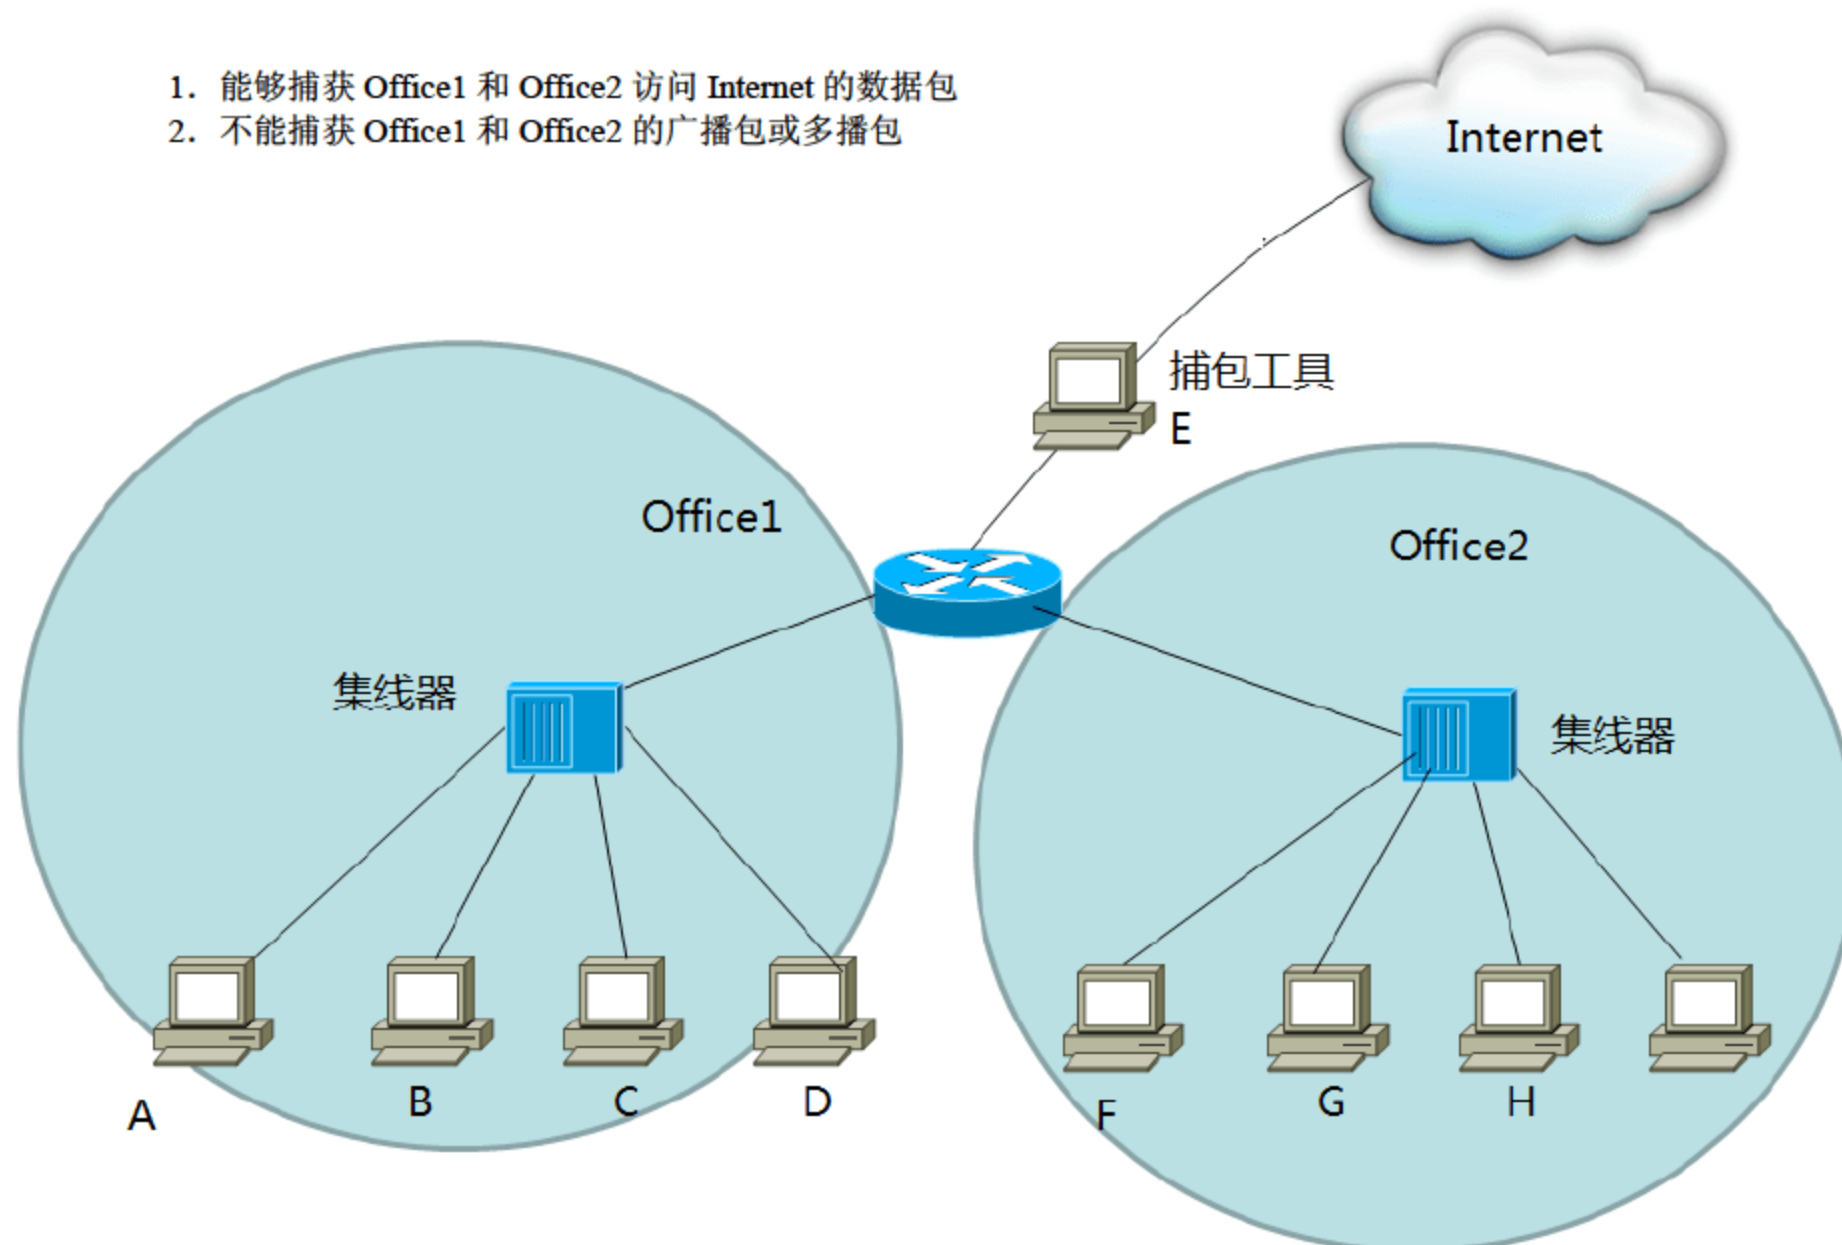 1. 能够捕获 Office1 和 Office2 访问 Internet 的数据包
2. 不能捕获 Office1 和 Office2 的广播包或多播包
Internet
捕包工具
E
Office1
Office2
集线器
集线器
A
B
C
D
F
G
H